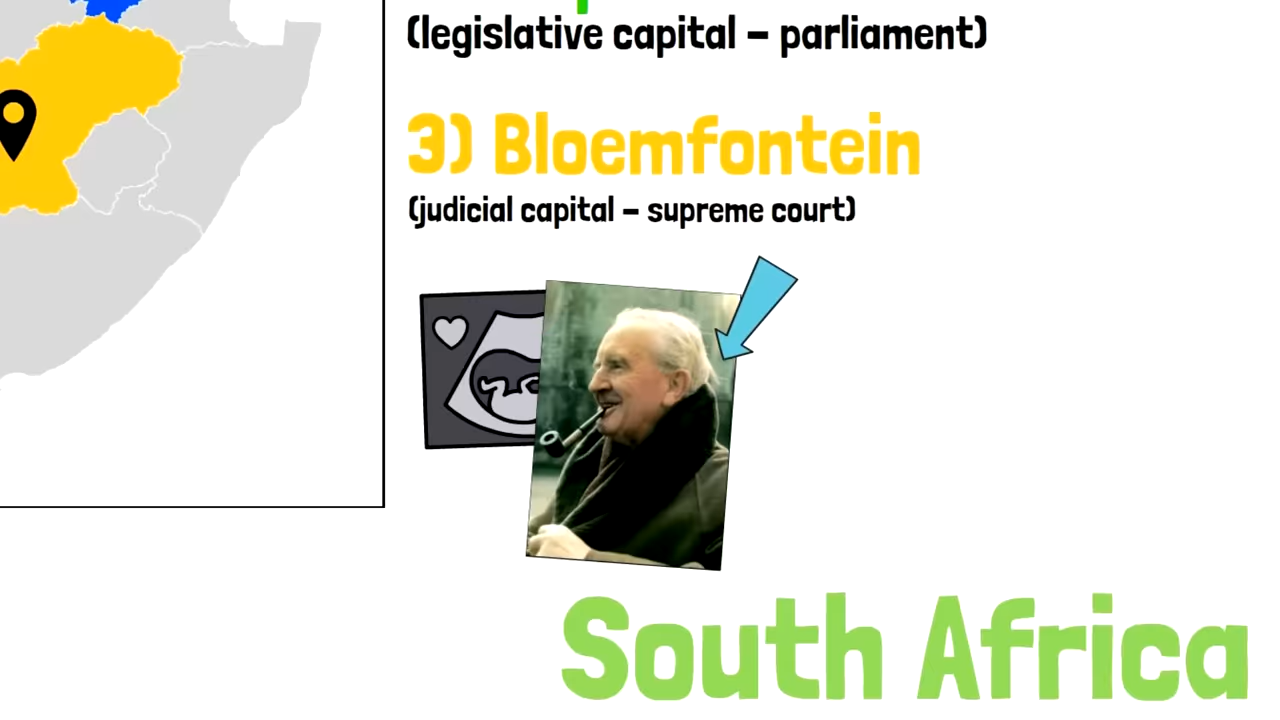 (legislative capital – parliament)
3) Bloemfontein
(judicial capital – supreme court)
South Africa